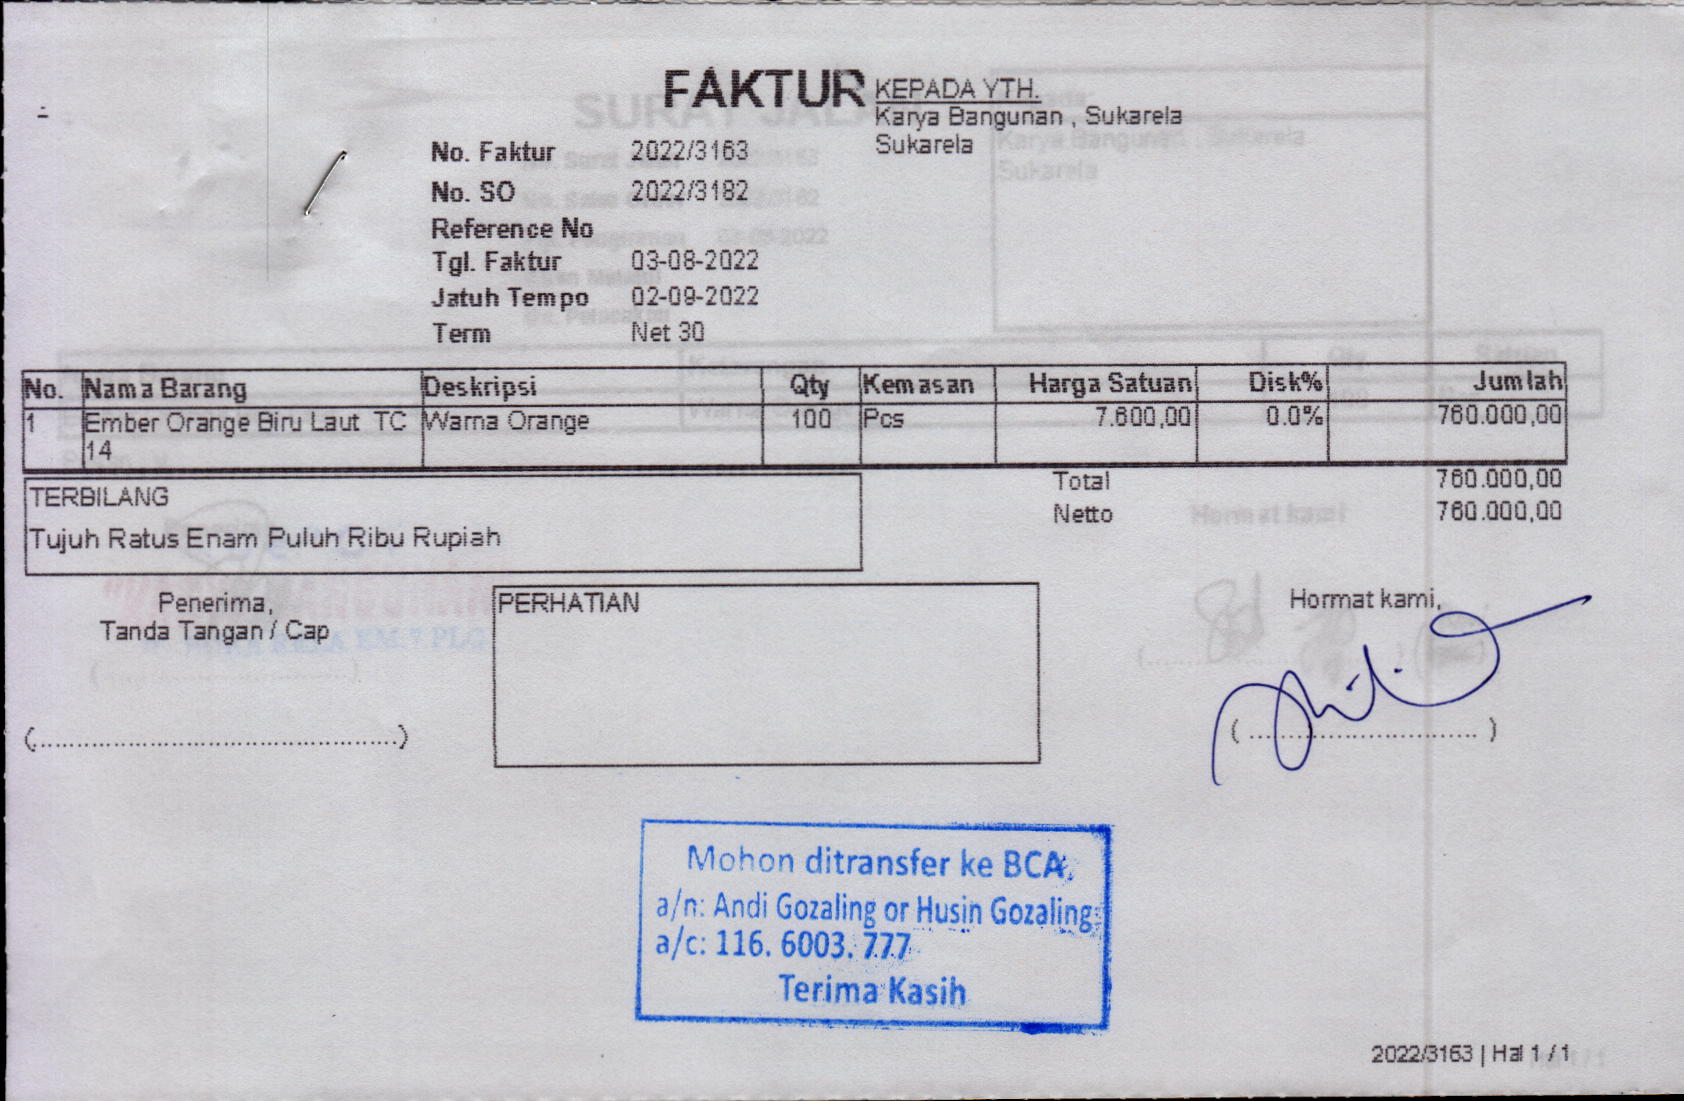 FAKTUR
KEPADA YTH.
Karya Bangunan , Sukarela
Sukarela
No. Faktur 2022/3163
No. SO 2022/3182
Reference No
Tgl. Faktur 03-08-2022
Jatuh Tempo 02-09-2022
Term Net 30
No. Nama Barang Deskripsi Qty Kemasan Harga Satuan Disk% Jumlah
1 Ember Orange Biru Laut TC Warna Orange 100 Pcs 7.600,00 0.0% 760.000,00
14
Total 760.000,00
Netto 760.000,00
TERBILANG
Tujuh Ratus Enam Puluh Ribu Rupiah
Penerima,
Tanda Tangan / Cap
(................................................)
PERHATIAN
Hormat kami,
(................................)
Mohon ditransfer ke BCA.
a/n: Andi Gozaling or Husin Gozaling
a/c: 116. 6003. 777
Terima Kasih
2022/3163 | Hal 1 / 1